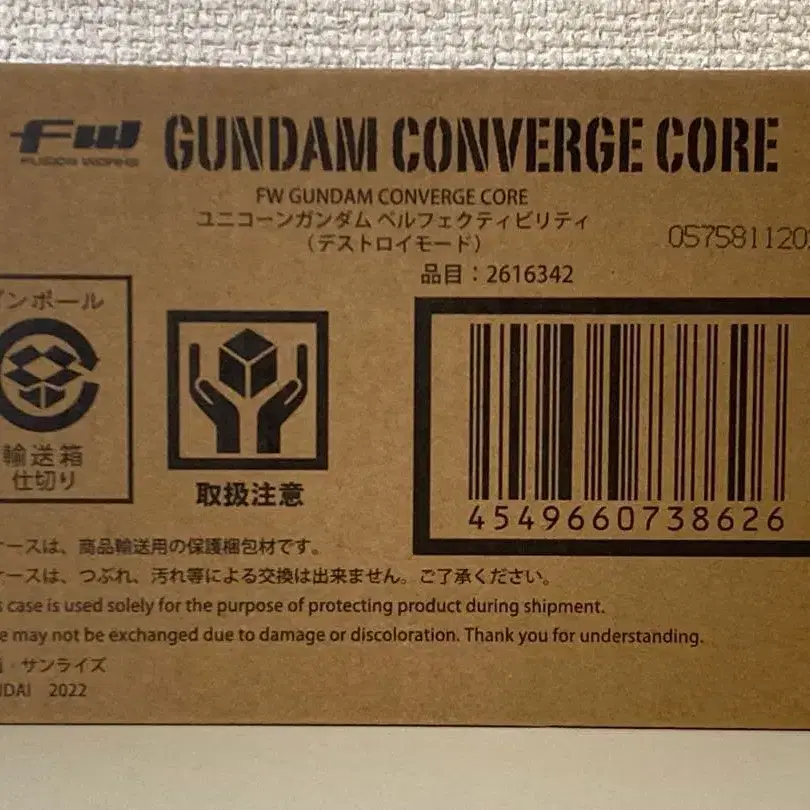 FW
FUSION WORKS
GUNDAM CONVERGE CORE
FW GUNDAM CONVERGE CORE
ユニコーンガンダム ペルフェクティビリティ
(デストロイモード)
0575811202
品目:2616342
ンボール
輸送箱
仕切り
取扱注意
4549660738626
ースは、商品輸送用の保護梱包材です。
ースは、つぶれ、汚れ等による交換は出来ません。ご了承ください。
case is used solely for the purpose of protecting product during shipment.
may not be exchanged due to damage or discoloration. Thank you for understanding.
・サンライズ
NDAI 2022